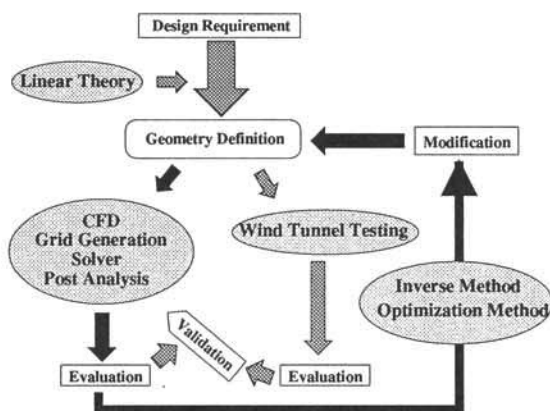 Design Requirement
Linear Theory
Geometry Definition
Modification
CFD
Grid Generation
Solver
Post Analysis
Wind Tunnel Testing
Inverse Method
Optimization Method
Validation
Evaluation
Evaluation